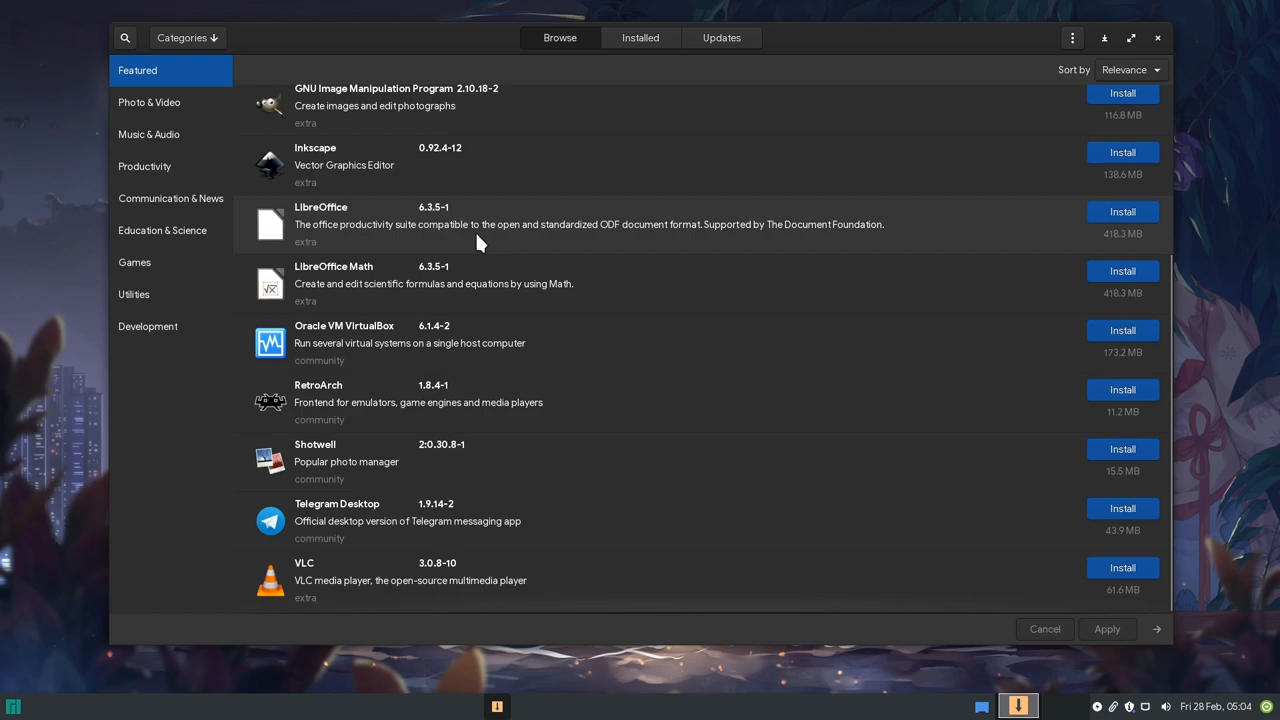 Categories
Browse
Installed
Updates
Featured
Sort by
Relevance
Photo & Video
Music & Audio
Productivity
Communication & News
Education & Science
Games
Utilities
Development
GNU Image Manipulation Program 2.10.18-2
Create images and edit photographs
extra
Install
116.8 MB
Inkscape 0.92.4-12
Vector Graphics Editor
extra
Install
138.6 MB
LibreOffice 6.3.5-1
The office productivity suite compatible to the open and standardized ODF document format. Supported by The Document Foundation.
extra
Install
418.3 MB
LibreOffice Math 6.3.5-1
Create and edit scientific formulas and equations by using Math.
extra
Install
418.3 MB
Oracle VM VirtualBox 6.1.4-2
Run several virtual systems on a single host computer
community
Install
173.2 MB
RetroArch 1.8.4-1
Frontend for emulators, game engines and media players
community
Install
11.2 MB
Shotwell 2:0.30.8-1
Popular photo manager
community
Install
15.5 MB
Telegram Desktop 1.9.14-2
Official desktop version of Telegram messaging app
community
Install
43.9 MB
VLC 3.0.8-10
VLC media player, the open-source multimedia player
extra
Install
61.6 MB
Cancel
Apply
Fri 28 Feb, 05:04